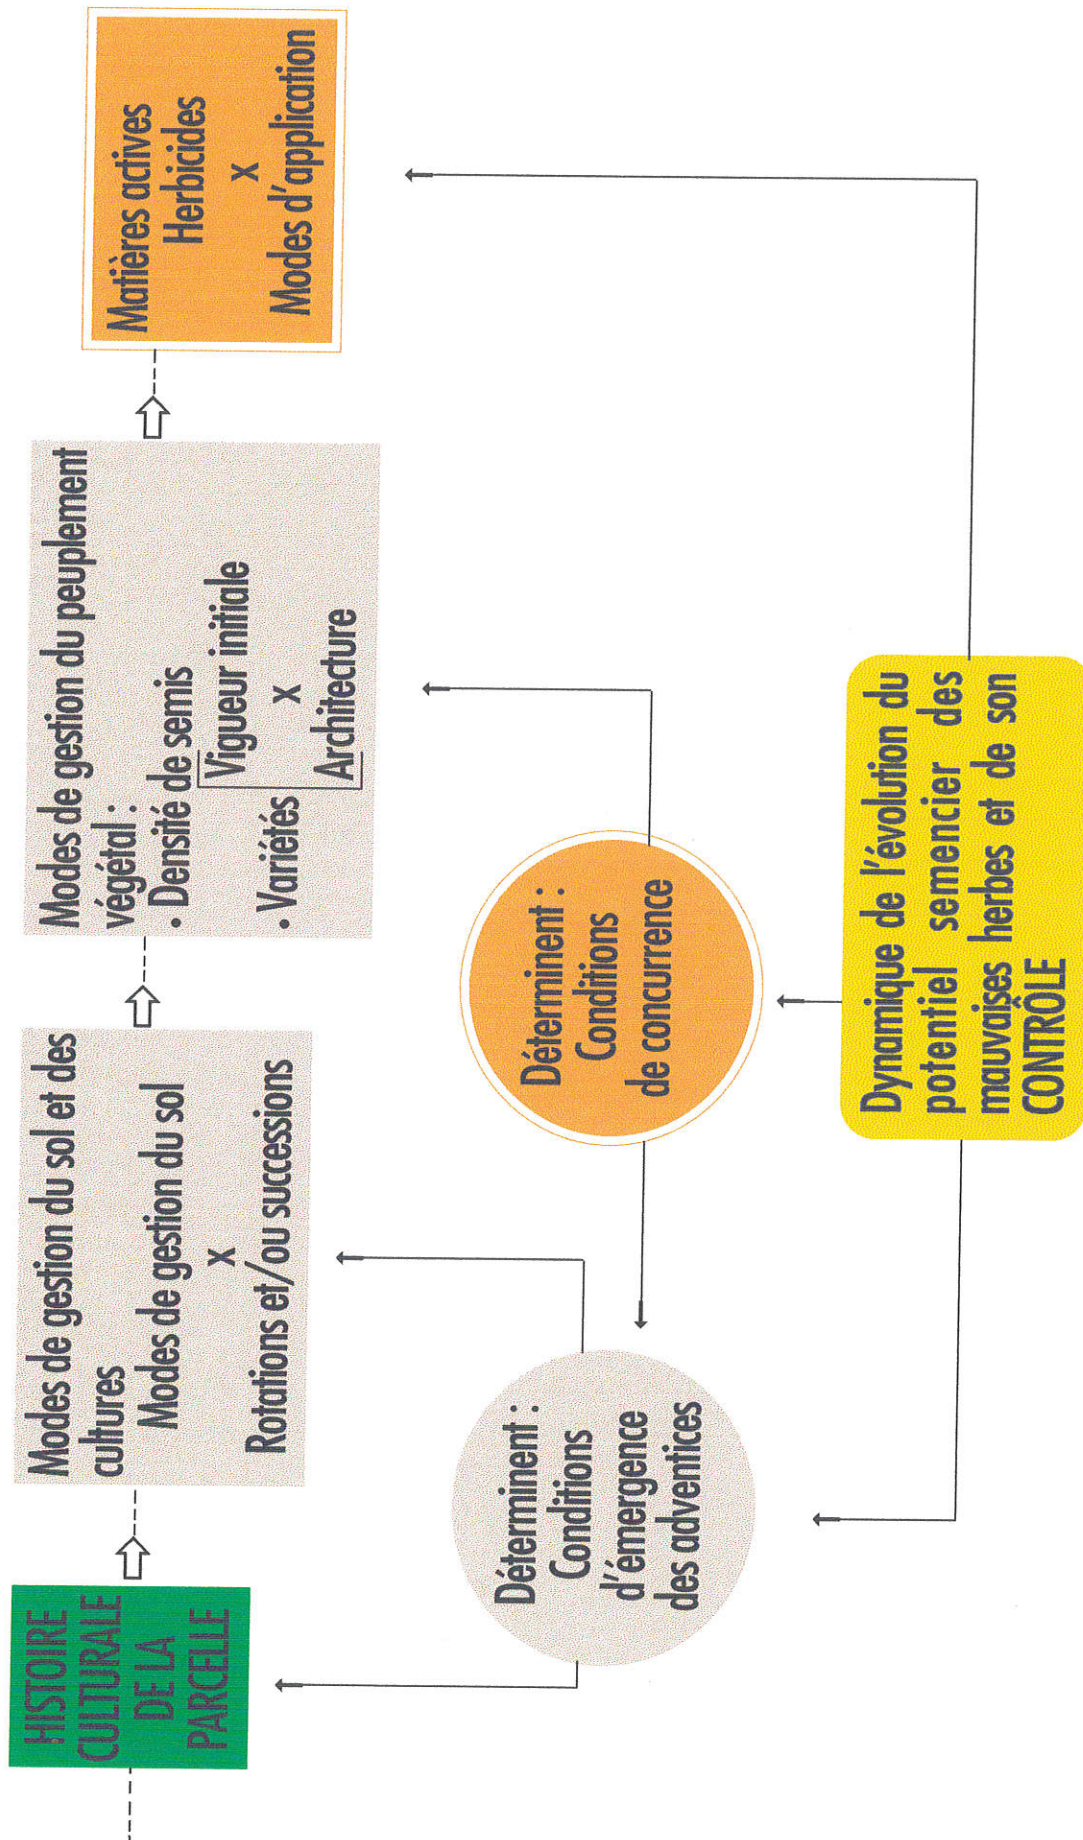 HISTOIRE
CULTURALE
DE LA
PARCELLE
Modes de gestion du sol et des
cultures
Modes de gestion du sol
X
Rotations et/ou successions
Modes de gestion du peuplement
végétal :
• Densité de semis
• Variétés
Vigueur initiale
X
Architecture
Matières actives
Herbicides
X
Modes d'application
Déterminent :
Conditions
d'émergence
des adventices
Déterminent :
Conditions
de concurrence
Dynamique de l'évolution du
potentiel semencier des
mauvaises herbes et de son
CONTRÔLE